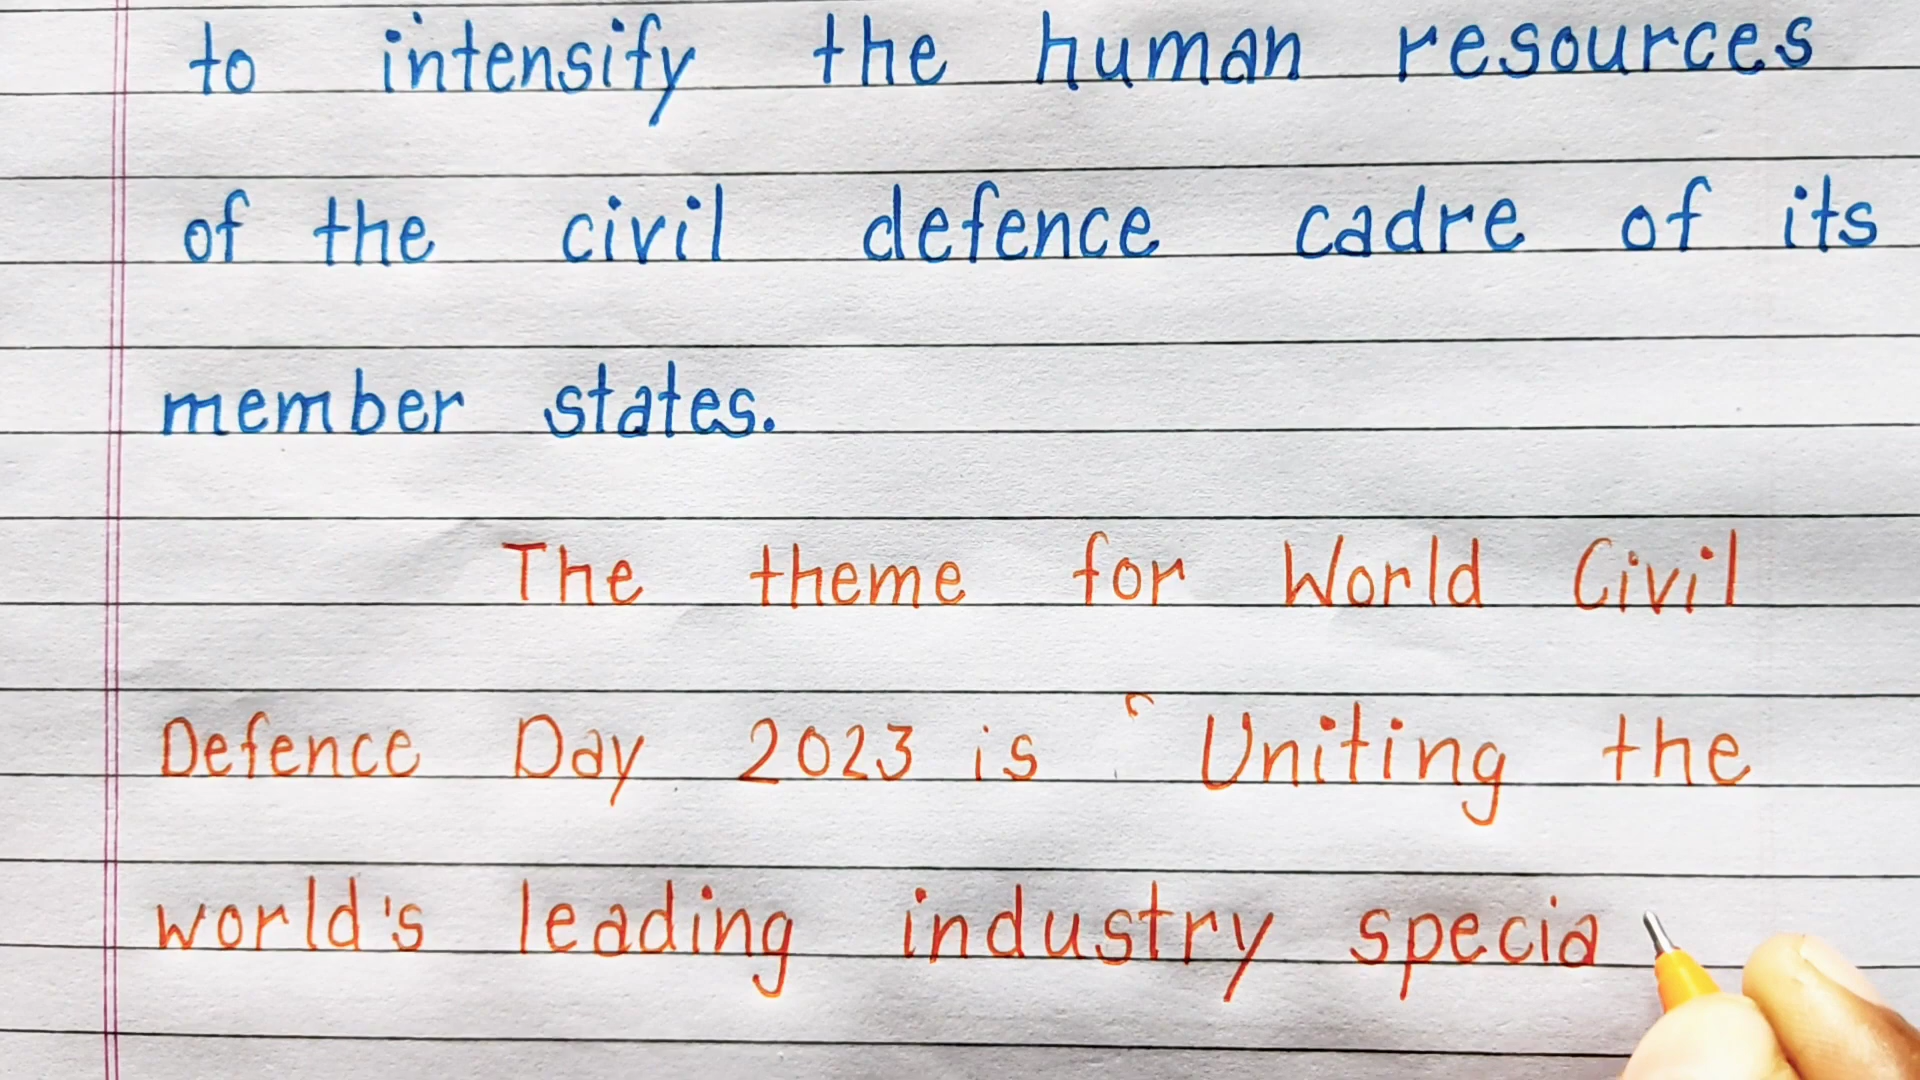 to intensify the human resources
of the civil defence cadre of its
member states.
The theme for World Civil
Defence Day 2023 is ‘ Uniting the
world's leading industry specia